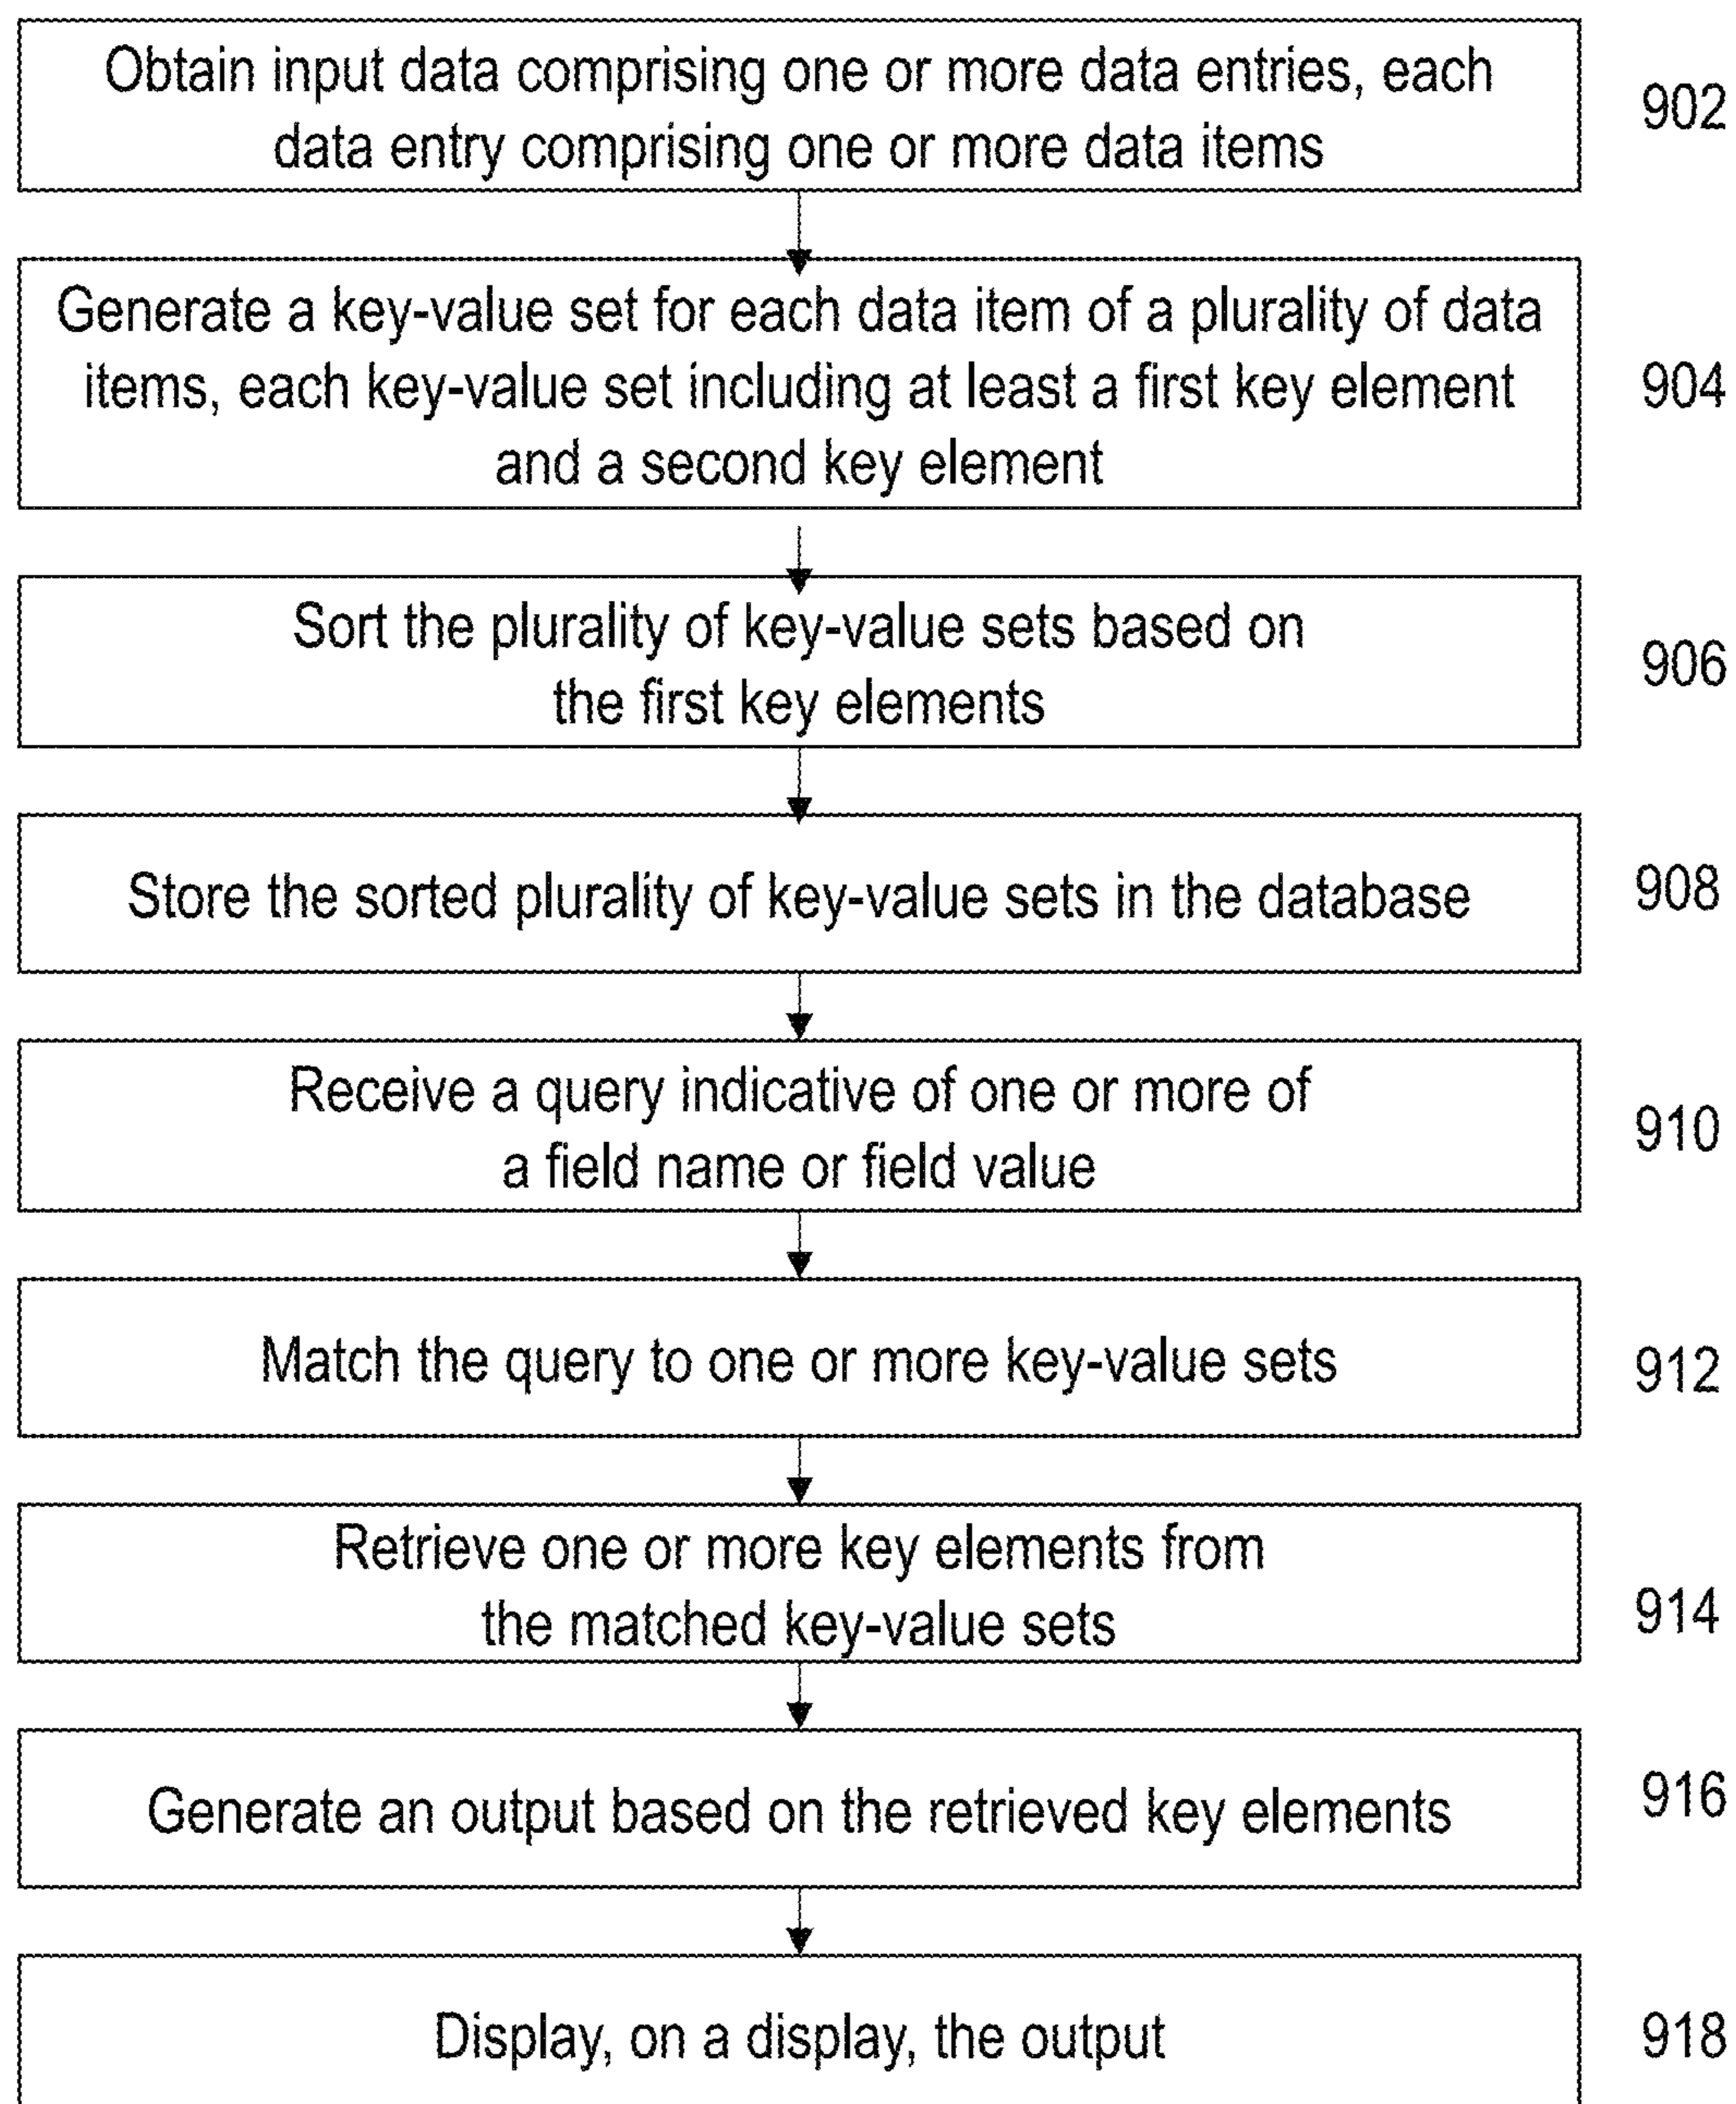 Obtain input data comprising one or more data entries, each
data entry comprising one or more data items
902
Generate a key-value set for each data item of a plurality of data
items, each key-value set including at least a first key element
and a second key element
904
Sort the plurality of key-value sets based on
the first key elements
906
Store the sorted plurality of key-value sets in the database
908
Receive a query indicative of one or more of
a field name or field value
910
Match the query to one or more key-value sets
912
Retrieve one or more key elements from
the matched key-value sets
914
Generate an output based on the retrieved key elements
916
Display, on a display, the output
918